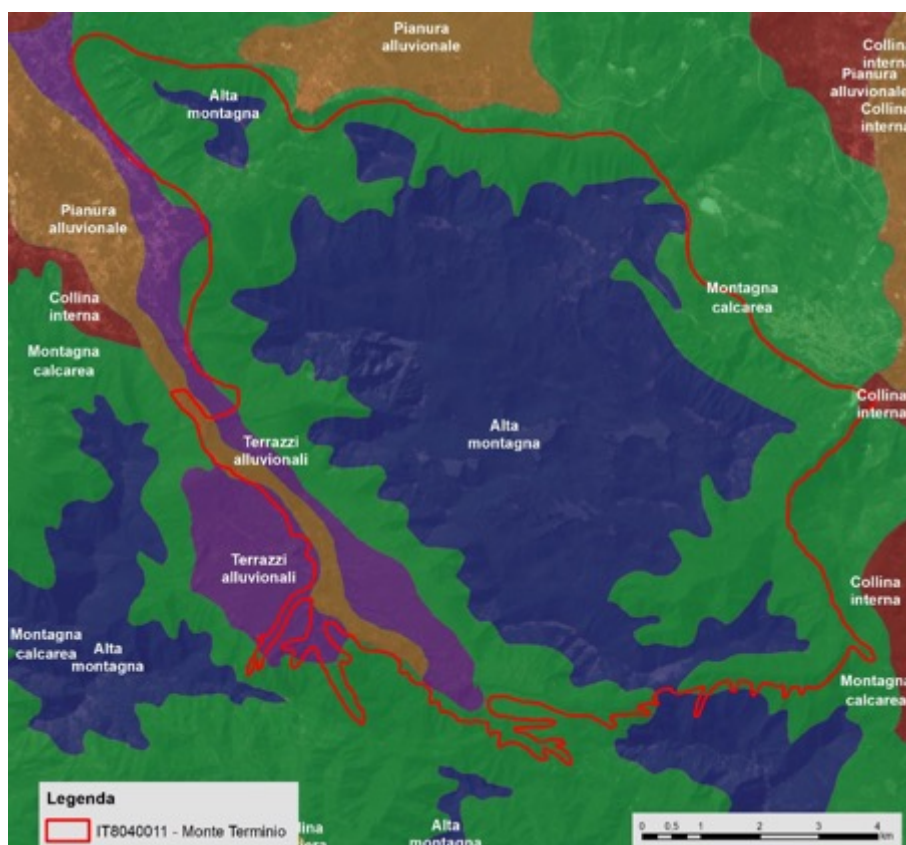 Pianura
alluvionale
Collina
interna
Pianura
alluvionale
Collina
interna
Alta
montagna
Pianura
alluvionale
Collina
interna
Montagna
calcarea
Montagna
calcarea
Collina
interna
Alta
montagna
Terrazzi
alluvionali
Terrazzi
alluvionali
Collina
interna
Montagna
calcarea
Alta
montagna
Montagna
calcarea
Legenda
IT8040011 - Monte Terminio
Alta
0 0,5 1 2 3 4
km